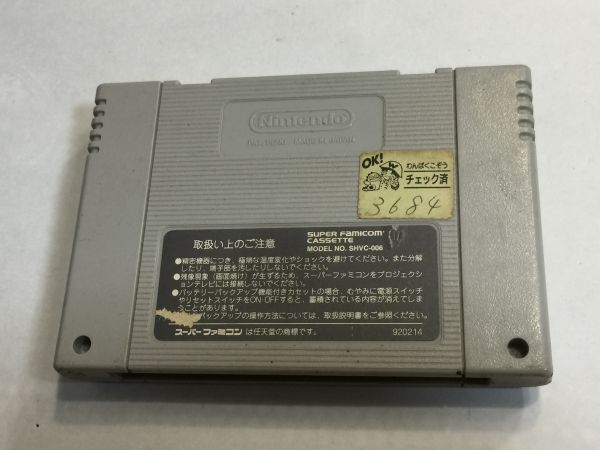 Nintendo
PAT. PEND. MADE IN JAPAN
OK!
わんぱくこぞう
チェック済
3684
取扱い上のご注意
SUPER FAMICOM
CASSETTE
MODEL NO. SHVC-006
●精密機器につき、極端な温度変化やショックを避けてください。また分解
したり、端子部を汚したりしないでください。
●残像現象(画面焼け)が生ずるため、スーパーファミコンをプロジェクシ
ョンテレビには接続しないでください。
●バッテリーバックアップ機能付きカセットの場合、むやみに電源スイッチ
やリセットスイッチをON・OFFすると、蓄積されている内容が消えてしま
うことがあります。
バックアップの操作方法については、取扱説明書をご参照ください。
スーパーファミコン は任天堂の商標です。
920214